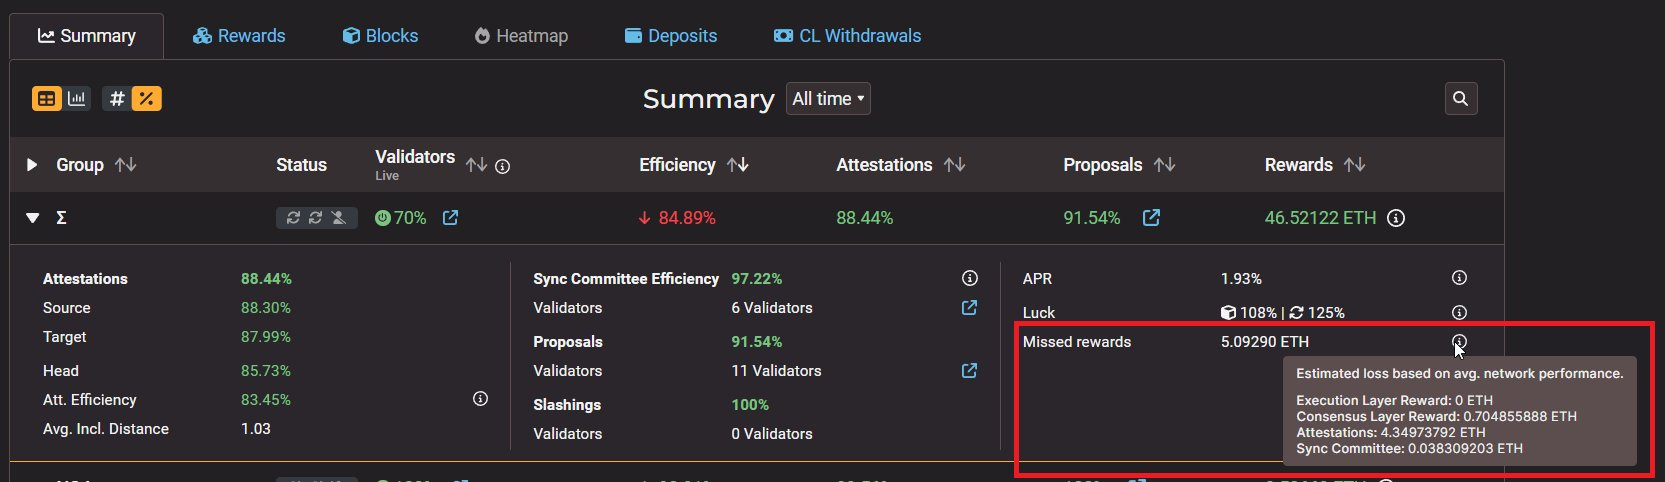 Summary Rewards Blocks Heatmap Deposits CL Withdrawals
# % Summary All time
Group Status Validators Efficiency Attestations Proposals Rewards
Live
Σ 70% 84.89% 88.44% 91.54% 46.52122 ETH
Attestations 88.44% Sync Committee Efficiency 97.22% APR 1.93%
Source 88.30% Validators 6 Validators Luck 108% | 125%
Target 87.99% Proposals 91.54% Missed rewards 5.09290 ETH
Head 85.73% Validators 11 Validators
Att. Efficiency 83.45% Slashings 100%
Avg. Incl. Distance 1.03 Validators 0 Validators
Estimated loss based on avg. network performance.
Execution Layer Reward: 0 ETH
Consensus Layer Reward: 0.704855888 ETH
Attestations: 4.34973792 ETH
Sync Committee: 0.038309203 ETH